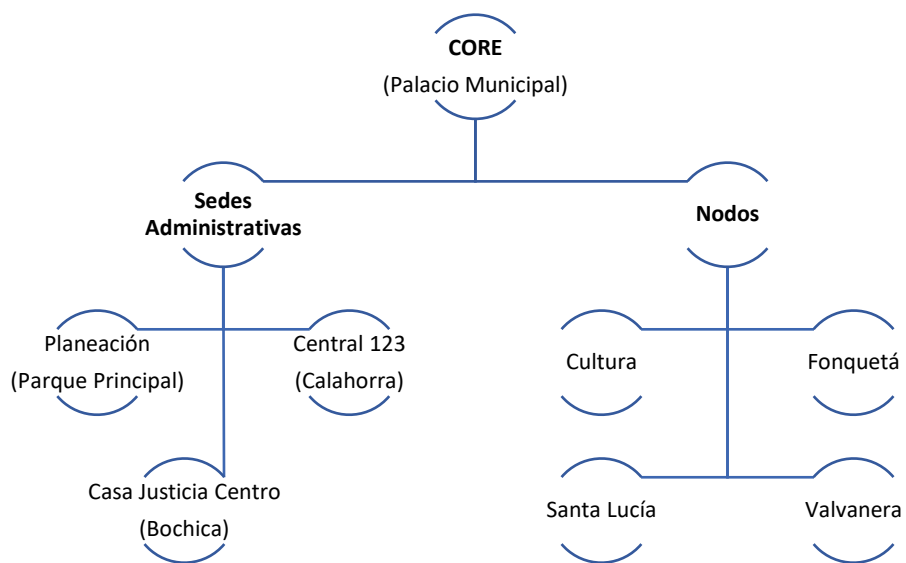 CORE
(Palacio Municipal)
Sedes
Administrativas
Nodos
Planeación
(Parque Principal)
Central 123
(Calahorra)
Cultura
Fonquetá
Casa Justicia Centro
(Bochica)
Santa Lucía
Valvanera